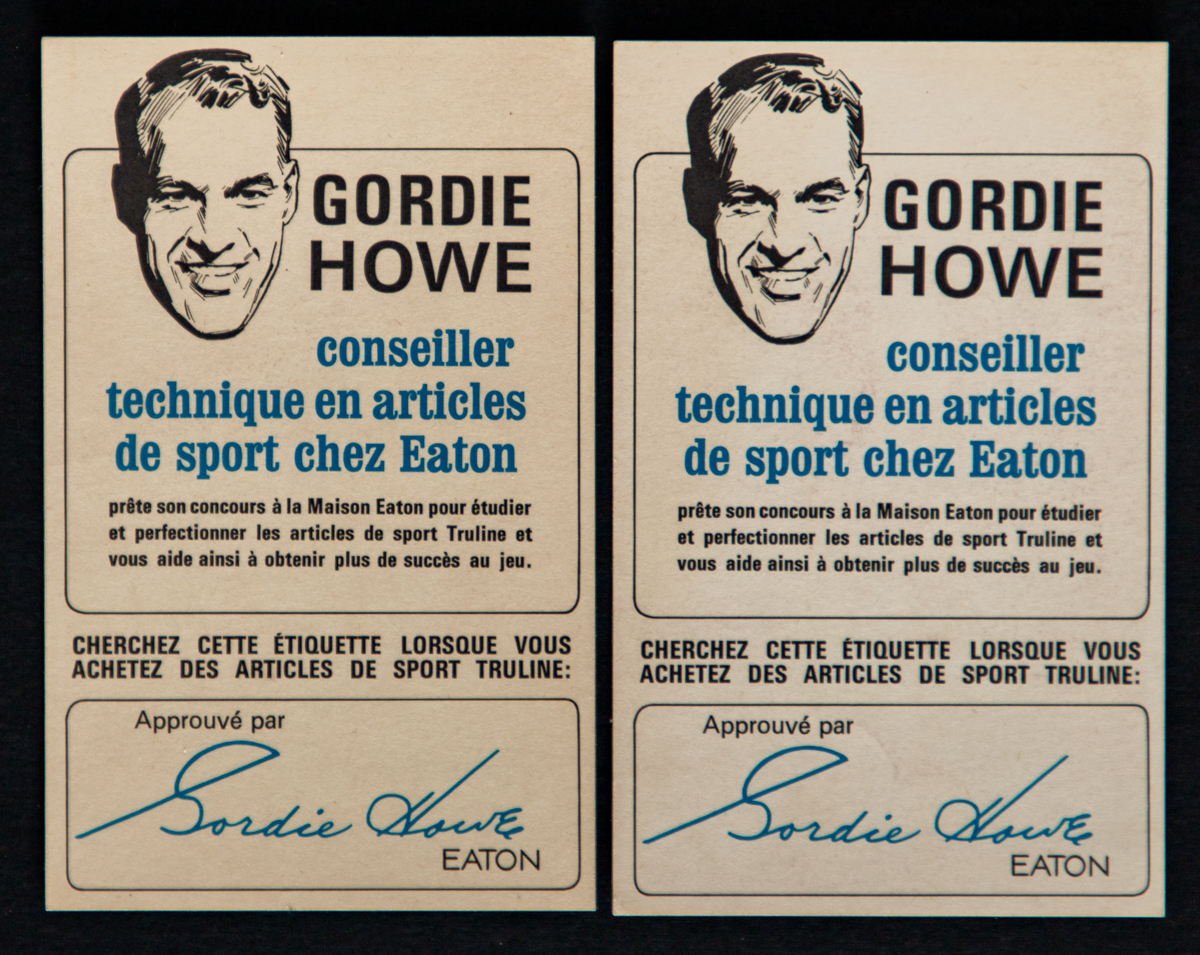 GORDIE
HOWE
conseiller
technique en articles
de sport chez Eaton
prête son concours à la Maison Eaton pour étudier
et perfectionner les articles de sport Truline et
vous aide ainsi à obtenir plus de succès au jeu.
CHERCHEZ CETTE ÉTIQUETTE LORSQUE VOUS
ACHETEZ DES ARTICLES DE SPORT TRULINE:
Approuvé par
Gordie Howe
EATON
GORDIE
HOWE
conseiller
technique en articles
de sport chez Eaton
prête son concours à la Maison Eaton pour étudier
et perfectionner les articles de sport Truline et
vous aide ainsi à obtenir plus de succès au jeu.
CHERCHEZ CETTE ÉTIQUETTE LORSQUE VOUS
ACHETEZ DES ARTICLES DE SPORT TRULINE:
Approuvé par
Gordie Howe
EATON